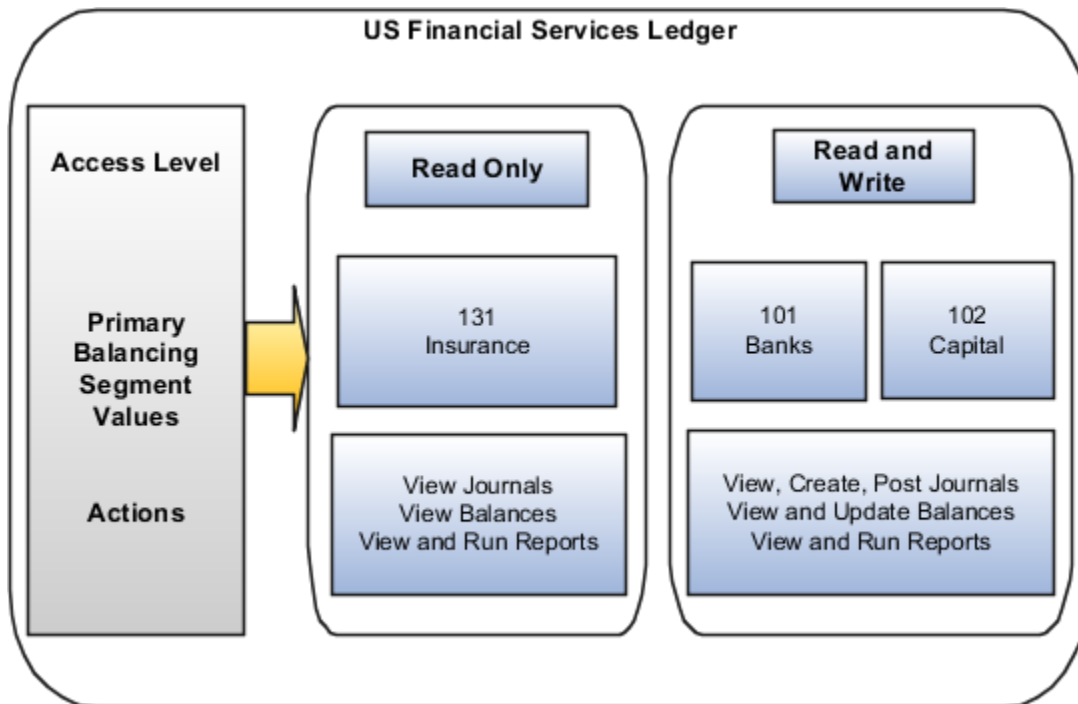 US Financial Services Ledger
Access Level
Primary
Balancing
Segment
Values
Actions
Read Only
131
Insurance
View Journals
View Balances
View and Run Reports
Read and
Write
101
Banks
102
Capital
View, Create, Post Journals
View and Update Balances
View and Run Reports